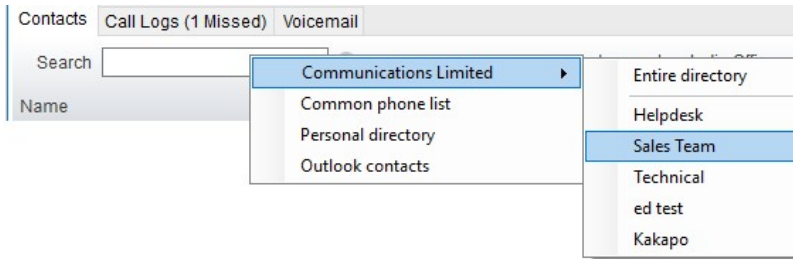 Contacts Call Logs (1 Missed) Voicemail
Search
Name
Communications Limited
Common phone list
Personal directory
Outlook contacts
Entire directory
Helpdesk
Sales Team
Technical
ed test
Kakapo